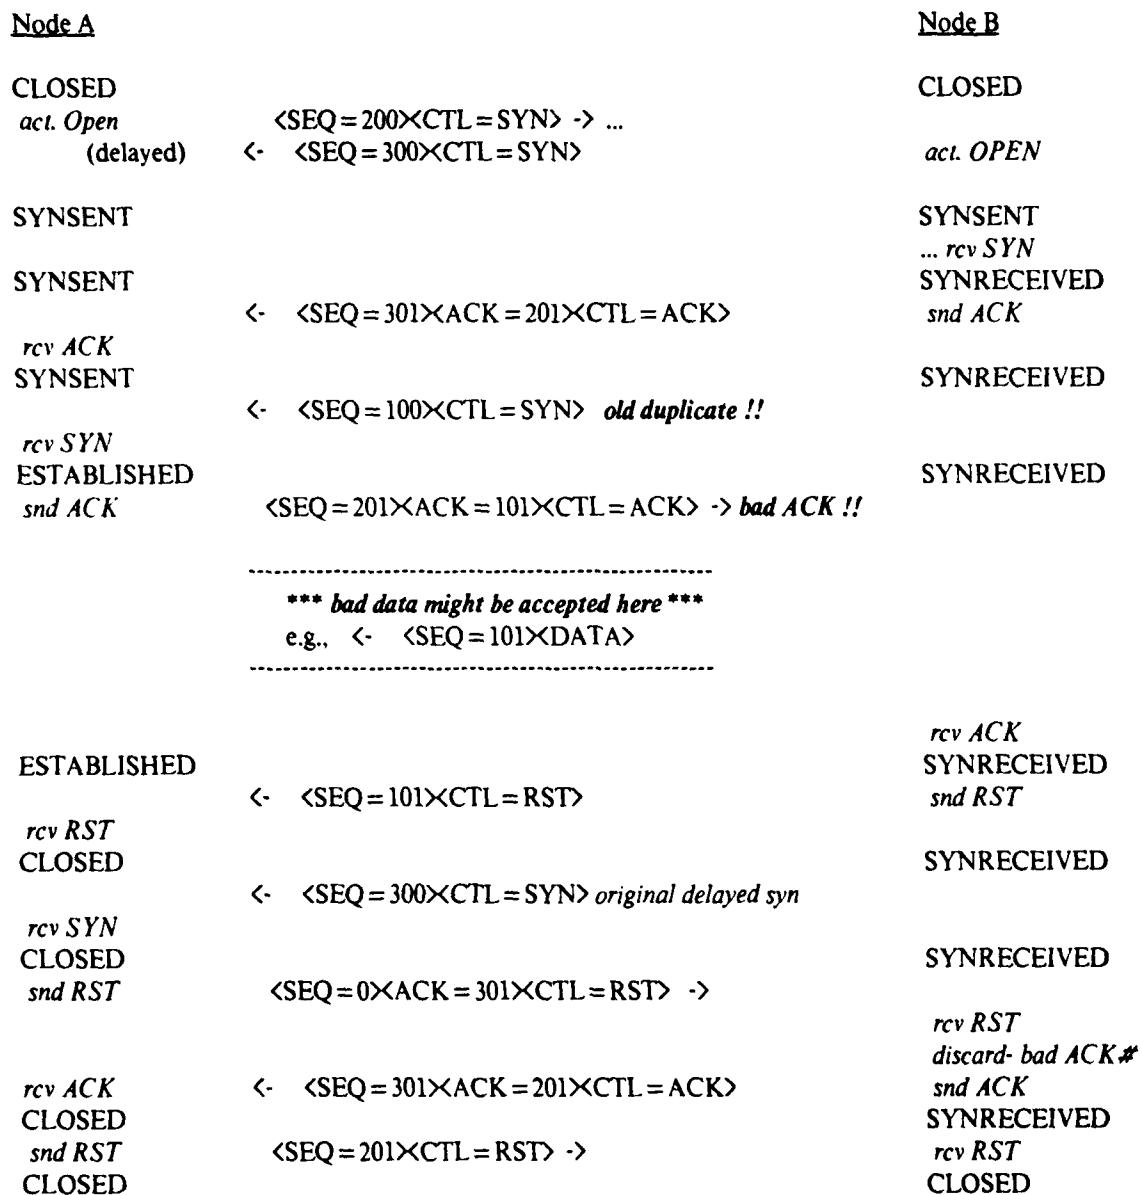 Node A Node B
CLOSED CLOSED
act. Open <SEQ=200><CTL=SYN> -> ...
(delayed) <- <SEQ=300><CTL=SYN> act. OPEN
SYNSENT SYNSENT
... rcv SYN
SYNSENT SYNRECEIVED
<- <SEQ=301><ACK=201><CTL=ACK> snd ACK
rcv ACK
SYNSENT SYNRECEIVED
<- <SEQ=100><CTL=SYN> old duplicate !!
rcv SYN
ESTABLISHED SYNRECEIVED
snd ACK <SEQ=201><ACK=101><CTL=ACK> -> bad ACK !!
*** bad data might be accepted here ***
e.g., <- <SEQ=101><DATA>
rcv ACK
ESTABLISHED SYNRECEIVED
<- <SEQ=101><CTL=RST> snd RST
rcv RST
CLOSED SYNRECEIVED
<- <SEQ=300><CTL=SYN> original delayed syn
rcv SYN
CLOSED SYNRECEIVED
snd RST <SEQ=0><ACK=301><CTL=RST> ->
rcv RST
discard- bad ACK#
rcv ACK <- <SEQ=301><ACK=201><CTL=ACK> snd ACK
CLOSED SYNRECEIVED
snd RST <SEQ=201><CTL=RST> -> rcv RST
CLOSED CLOSED